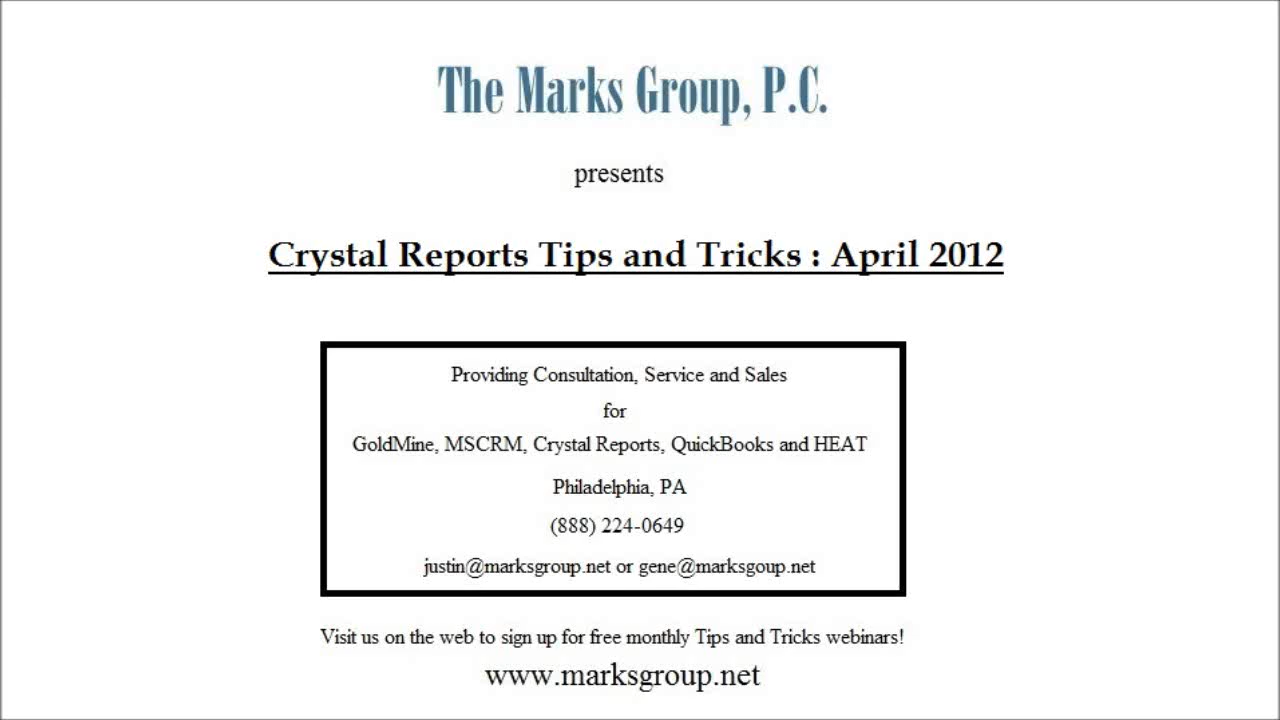 The Marks Group, P.C.
presents
Crystal Reports Tips and Tricks : April 2012
Providing Consultation, Service and Sales
for
GoldMine, MSCRM, Crystal Reports, QuickBooks and HEAT
Philadelphia, PA
(888) 224-0649
justin@marksgroup.net or gene@marksgoup.net
Visit us on the web to sign up for free monthly Tips and Tricks webinars!
www.marksgroup.net